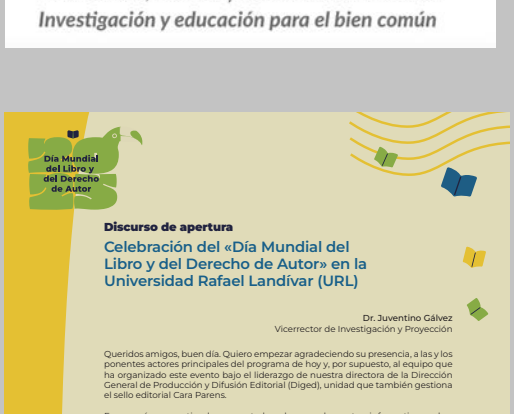 Investigación y educación para el bien común
Día Mundial
del Libro y
del Derecho
de Autor
Discurso de apertura
Celebración del «Día Mundial del
Libro y del Derecho de Autor» en la
Universidad Rafael Landívar (URL)
Dr. Juventino Gálvez
Vicerrector de Investigación y Proyección
Queridos amigos, buen día. Quiero empezar agradeciendo su presencia, a las y los
ponentes actores principales del programa de hoy y, por supuesto, al equipo que
ha organizado este evento bajo el liderazgo de nuestra directora de la Dirección
General de Producción y Difusión Editorial (Diged), unidad que también gestiona
el sello editorial Cara Parens.